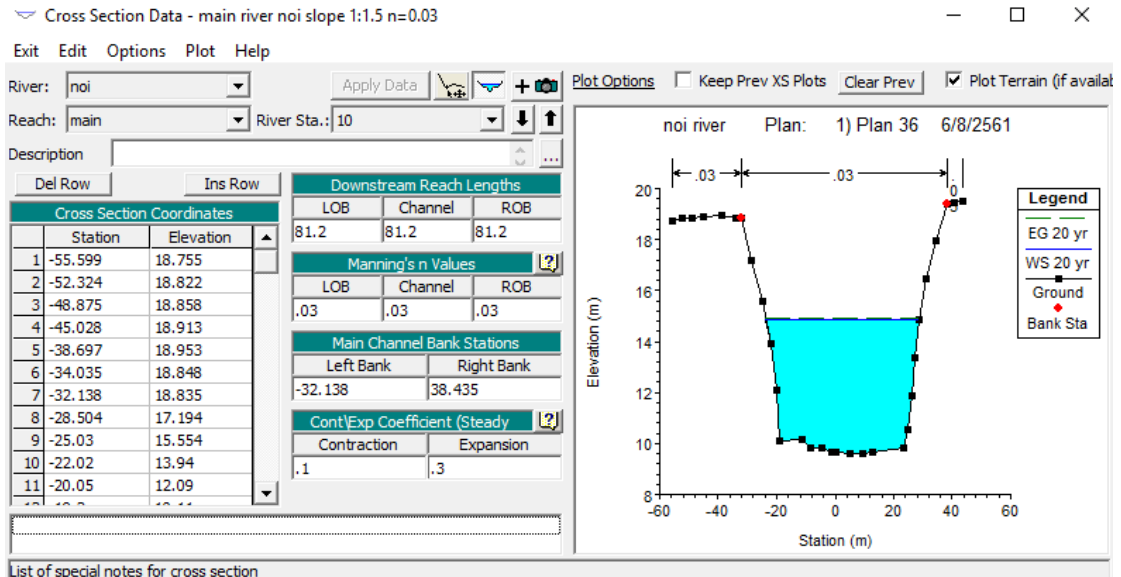 Cross Section Data - main river noi slope 1:1.5 n=0.03
Exit Edit Options Plot Help
River: noi Apply Data
Reach: main River Sta.: 10
Description ...
Del Row Ins Row
Cross Section Coordinates
Station Elevation
1 -55.599 18.755
2 -52.324 18.822
3 -48.875 18.858
4 -45.028 18.913
5 -38.697 18.953
6 -34.035 18.848
7 -32.138 18.835
8 -28.504 17.194
9 -25.03 15.554
10 -22.02 13.94
11 -20.05 12.09
Downstream Reach Lengths
LOB Channel ROB
81.2 81.2 81.2
Manning's n Values
LOB Channel ROB
.03 .03 .03
Main Channel Bank Stations
Left Bank Right Bank
-32.138 38.435
Cont\Exp Coefficient (Steady
Contraction Expansion
.1 .3
Plot Options Keep Prev XS Plots Clear Prev Plot Terrain (if availab
noi river Plan: 1) Plan 36 6/8/2561
.03 .03 .03
20
18
16
14
12
10
8
Elevation (m)
-60 -40 -20 0 20 40 60
Station (m)
Legend
EG 20 yr
WS 20 yr
Ground
Bank Sta
List of special notes for cross section